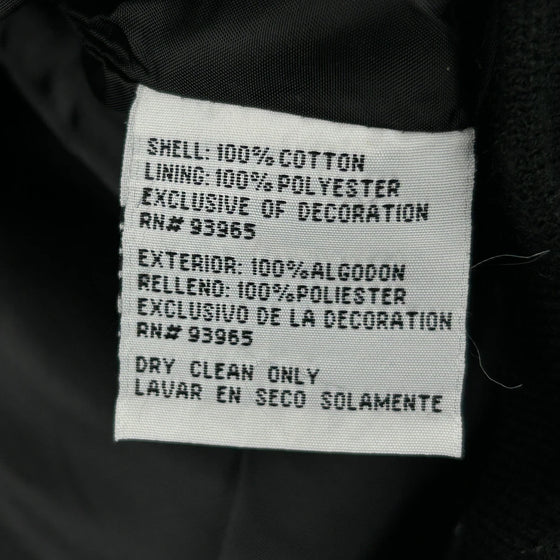 SHELL: 100% COTTON
LINING: 100% POLYESTER
EXCLUSIVE OF DECORATION
RN# 93965
EXTERIOR: 100%ALGODON
RELLENO: 100%POLIESTER
EXCLUSIVO DE LA DECORATION
RN# 93965
DRY CLEAN ONLY
LAVAR EN SECO SOLAMENTE